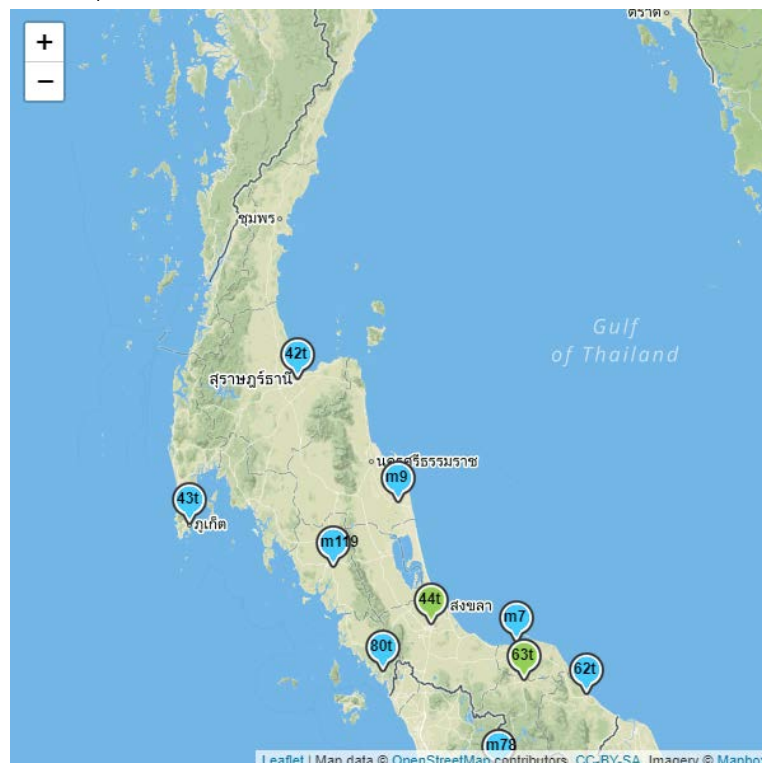 ตราด
+
−
ชุมพร
Gulf
of Thailand
42t
สุราษฎร์ธานี
นครศรีธรรมราช
m9
43t
ภูเก็ต
m119
44t
สงขลา
m7
80t
63t
62t
m78
Leaflet | Map data © OpenStreetMap contributors, CC-BY-SA, Imagery © Mapbox